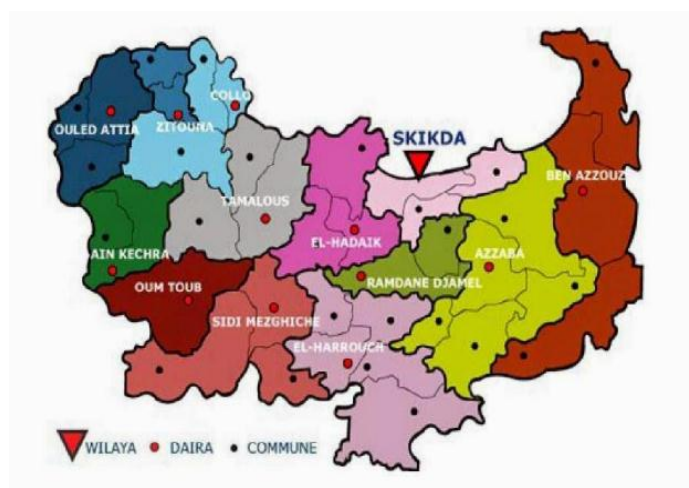 COLLO
OULED ATTIA
ZITOUNA
SKIKDA
BEN AZZOUZ
TAMALOUS
EL-HADAIK
AIN KECHRA
AZZABA
OUM TOUB
RAMDANE DJAMEL
SIDI MEZGHICHE
EL-HARROUCH
WILAYA DAIRA COMMUNE